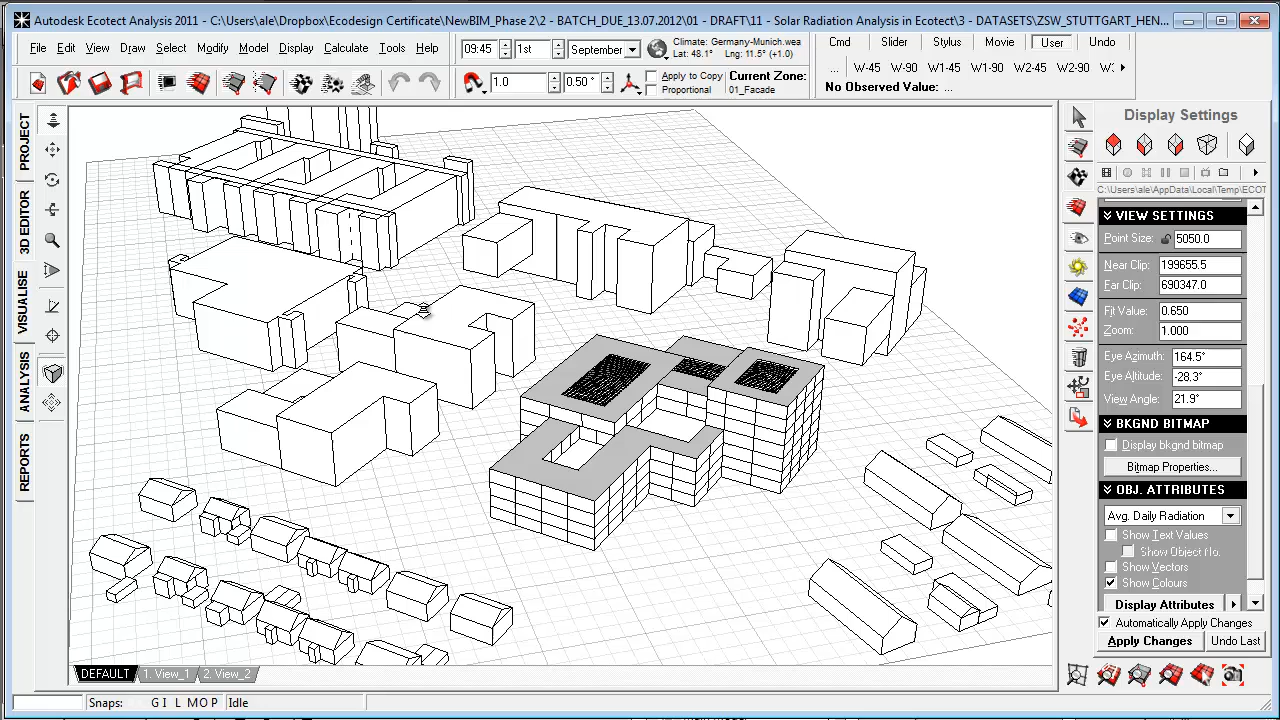 Autodesk Ecotect Analysis 2011 - C:\Users\ale\Dropbox\Ecodesign Certificate\NewBIM_Phase 2\2 - BATCH_DUE_13.07.2012\01 - DRAFT\11 - Solar Radiation Analysis in Ecotect\3 - DATASETS\ZSW_STUTTGART_HEN...
File Edit View Draw Select Modify Model Display Calculate Tools Help
09:45 1st September
Climate: Germany-Munich.wea
Lat: 48.1° Lng: 11.5° (+1.0)
Cmd Slider Stylus Movie User Undo
... W-45 W-90 W1-45 W1-90 W2-45 W2-90 W:
No Observed Value: ...
1.0 0.50 °
Apply to Copy
Proportional
Current Zone:
01_Facade
PROJECT
3D EDITOR
VISUALISE
ANALYSIS
REPORTS
Display Settings
C:\Users\ale\AppData\Local\Temp\ECOT
VIEW SETTINGS
Point Size: 5050.0
Near Clip: 199655.5
Far Clip: 690347.0
Fit Value: 0.650
Zoom: 1.000
Eye Azimuth: 164.5°
Eye Altitude: -28.3°
View Angle: 21.9°
BKGND BITMAP
Display bkgnd bitmap
Bitmap Properties...
OBJ. ATTRIBUTES
Avg. Daily Radiation
Show Text Values
Show Object No.
Show Vectors
Show Colours
Display Attributes
Automatically Apply Changes
Apply Changes Undo Last
DEFAULT 1. View_1 2. View_2
Snaps: G I L M O P Idle